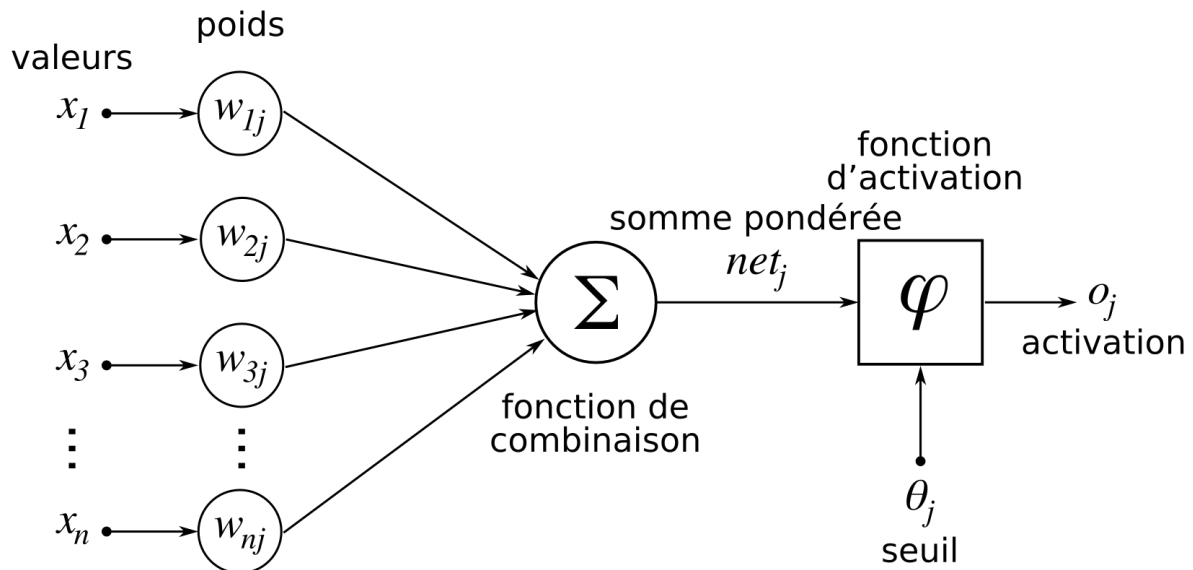 poids
valeurs
x1
w1j
x2
w2j
x3
w3j
⋮
⋮
xn
wnj
Σ
fonction de
combinaison
somme pondérée
netj
fonction
d'activation
φ
oj
activation
θj
seuil